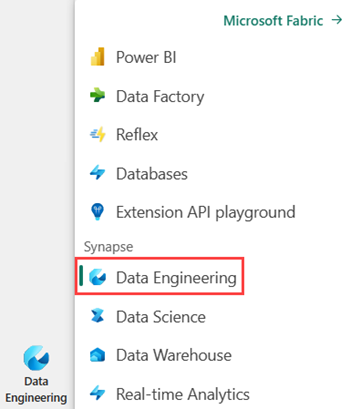 Microsoft Fabric →
Power BI
Data Factory
Reflex
Databases
Extension API playground
Synapse
Data Engineering
Data Science
Data Warehouse
Real-time Analytics
Data
Engineering